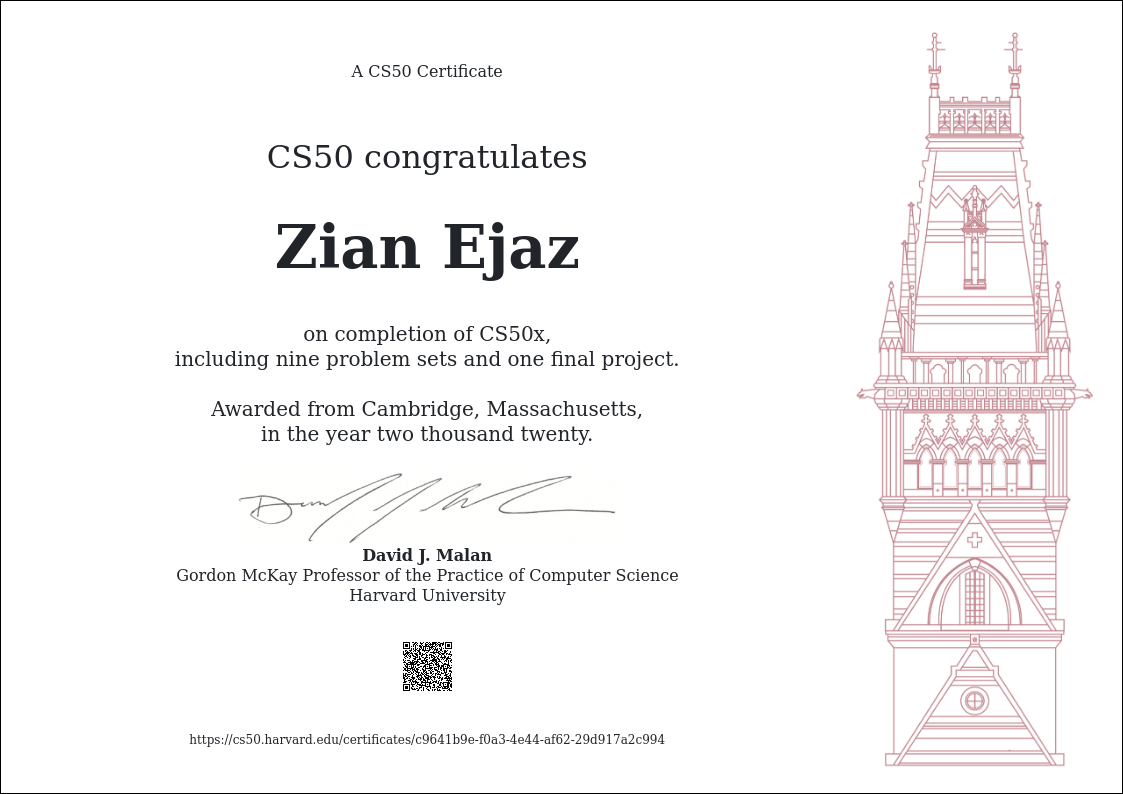 A CS50 Certificate
CS50 congratulates
Zian Ejaz
on completion of CS50x,
including nine problem sets and one final project.
Awarded from Cambridge, Massachusetts,
in the year two thousand twenty.
David J. Malan
Gordon McKay Professor of the Practice of Computer Science
Harvard University
https://cs50.harvard.edu/certificates/c9641b9e-f0a3-4e44-af62-29d917a2c994